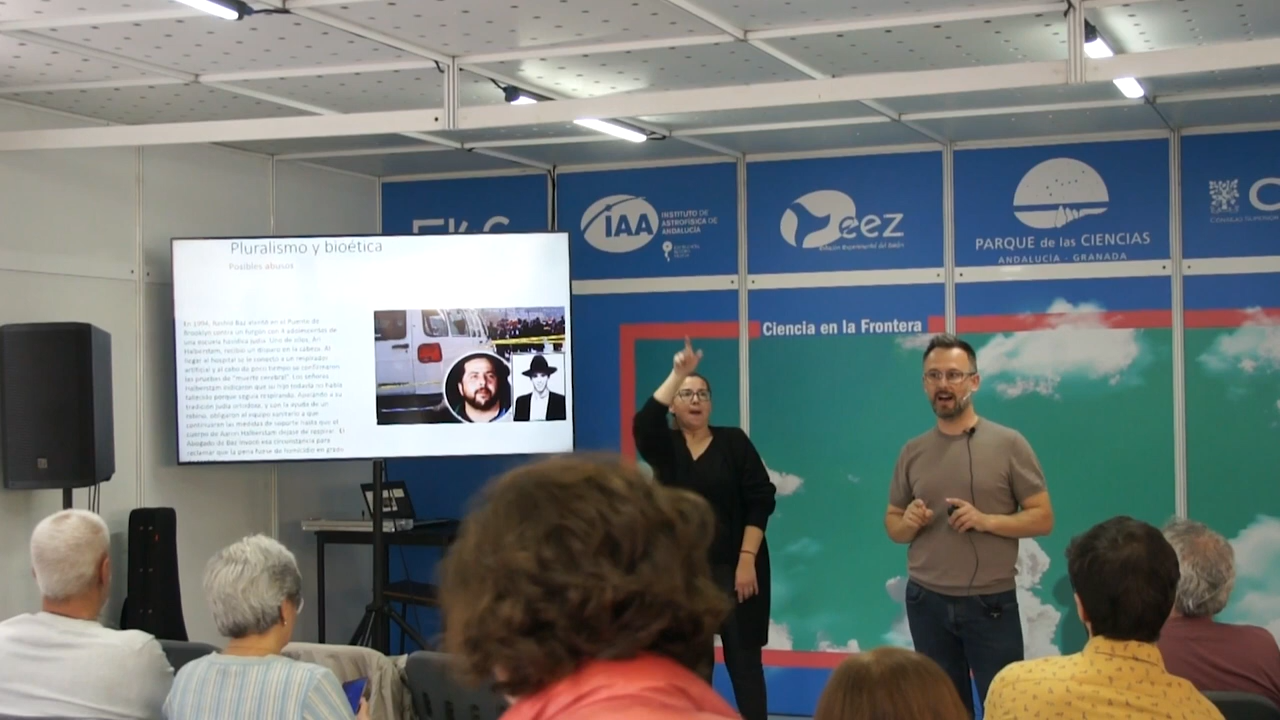 IAA
INSTITUTO DE
ASTROFÍSICA DE
ANDALUCÍA
eez
Estación Experimental del Zaidín
PARQUE de las CIENCIAS
ANDALUCÍA - GRANADA
Ciencia en la Frontera
Pluralismo y bioética
Posibles abusos
En 1994, Rashid Baz atentó en el Puente de
Brooklyn contra un furgón con 4 adolescentes de
una escuela hasídica judía. Uno de ellos, Ari
Halberstam, recibió un disparo en la cabeza. Al
llegar al hospital se le conectó a un respirador
artificial y al cabo de poco tiempo se confirmaron
las pruebas de "muerte cerebral". Los señores
Halberstam indicaron que su hijo todavía no había
fallecido porque seguía respirando. Apelando a su
tradición judía ortodoxa, y con la ayuda de un
rabino, obligaron al equipo sanitario a que
continuaran las medidas de soporte hasta que el
cuerpo de Aaron Halberstam dejase de respirar. El
Abogado de Baz invocó esa circunstancia para
reclamar que la pena fuese de homicidio en grado